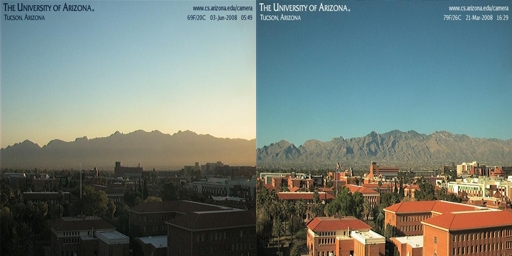 THE UNIVERSITY OF ARIZONA.
www.cs.arizona.edu/camera
TUCSON, ARIZONA
69F/20C 03-Jun-2008 05:49
THE UNIVERSITY OF ARIZONA.
www.cs.arizona.edu/camera
TUCSON, ARIZONA
79F/26C 21-Mar-2008 16:29